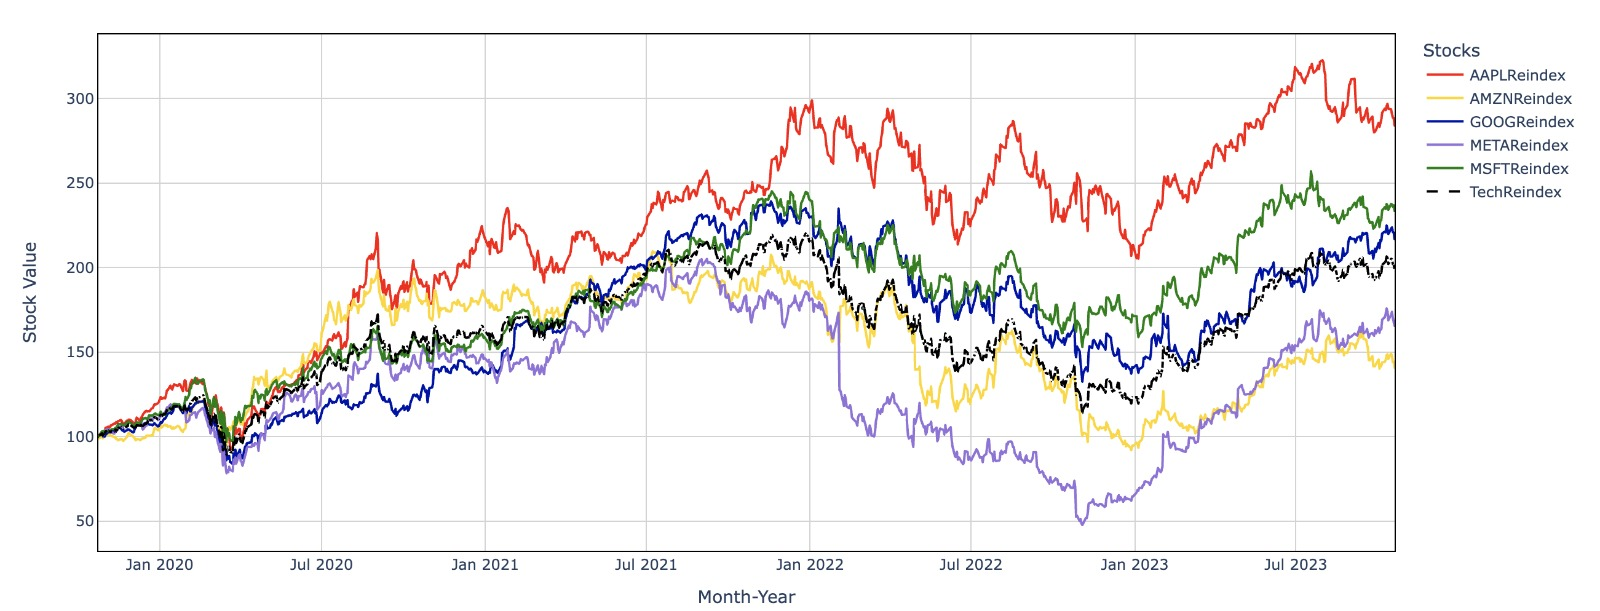 Stocks
AAPLReindex
AMZNReindex
GOOGReindex
METAReindex
MSFTReindex
TechReindex
Stock Value
300
250
200
150
100
50
Jan 2020
Jul 2020
Jan 2021
Jul 2021
Jan 2022
Jul 2022
Jan 2023
Jul 2023
Month-Year